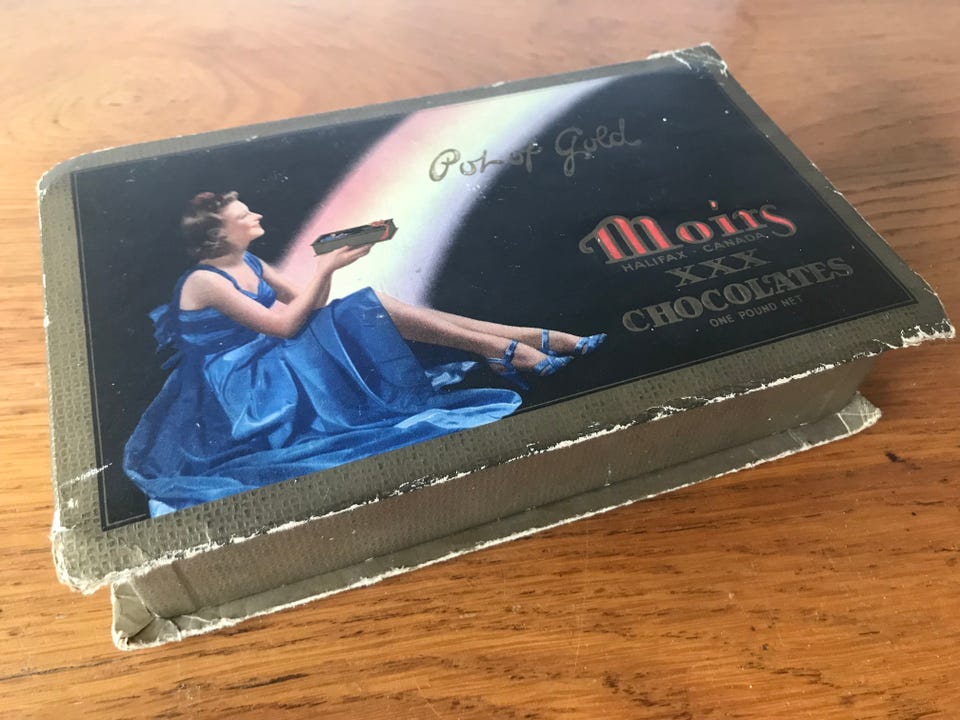 Pot of Gold
Moirs
HALIFAX - CANADA.
XXX
CHOCOLATES
ONE POUND NET